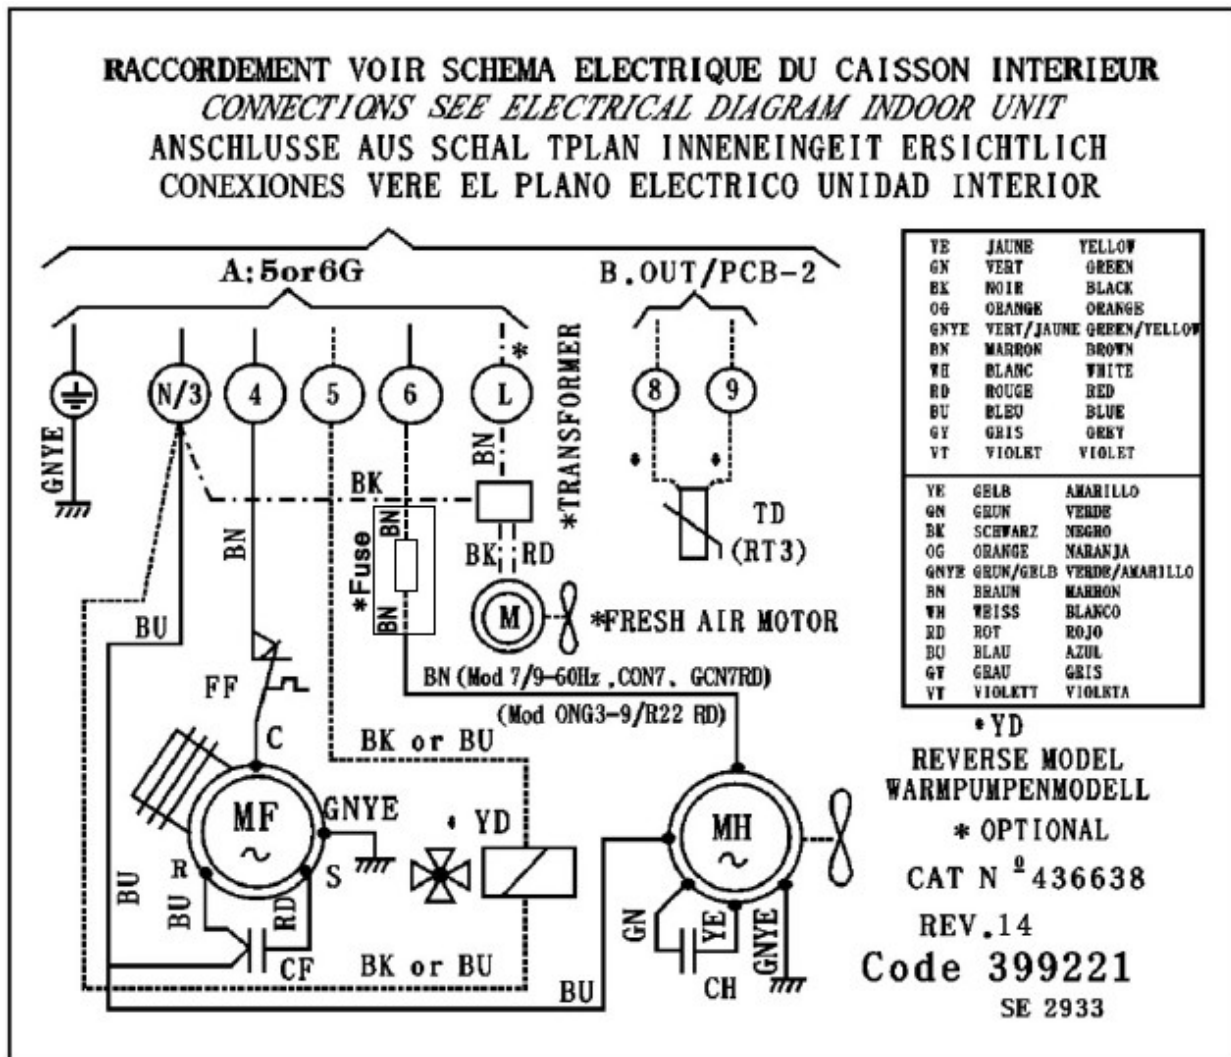 RACCORDEMENT VOIR SCHEMA ELECTRIQUE DU CAISSON INTERIEUR
CONNECTIONS SEE ELECTRICAL DIAGRAM INDOOR UNIT
ANSCHLUSSE AUS SCHAL TPLAN INNENEINGEIT ERSICHTLICH
CONEXIONES VERE EL PLANO ELECTRICO UNIDAD INTERIOR
A:5or6G
B.OUT/PCB-2
N/3 4 5 6 L * 8 9
GNYE
BN
BK
BN
*TRANSFORMER
BN
*Fuse
BN
BK RD
M
*FRESH AIR MOTOR
* *
TD
(RT3)
BU
FF
BN (Mod 7/9-60Hz ,CON7, GCN7RD)
(Mod ONG3-9/R22 RD)
C
BK or BU
MF
~
GNYE
* YD
R
S
BU
BU
RD
CF
BK or BU
BU
MH
~
GN
YE
GNYE
CH
YE JAUNE YELLOW
GN VERT GREEN
BK NOIR BLACK
OG ORANGE ORANGE
GNYE VERT/JAUNE GREEN/YELLOW
BN MARRON BROWN
WH BLANC WHITE
RD ROUGE RED
BU BLEU BLUE
GY GRIS GREY
VT VIOLET VIOLET
YE GELB AMARILLO
GN GRUN VERDE
BK SCHWARZ NEGRO
OG ORANGE NARANJA
GNYE GRUN/GELB VERDE/AMARILLO
BN BRAUN MARRON
WH WEISS BLANCO
RD ROT ROJO
BU BLAU AZUL
GY GRAU GRIS
VT VIOLETT VIOLETA
*YD
REVERSE MODEL
WARMPUMPENMODELL
* OPTIONAL
CAT Nº 436638
REV.14
Code 399221
SE 2933